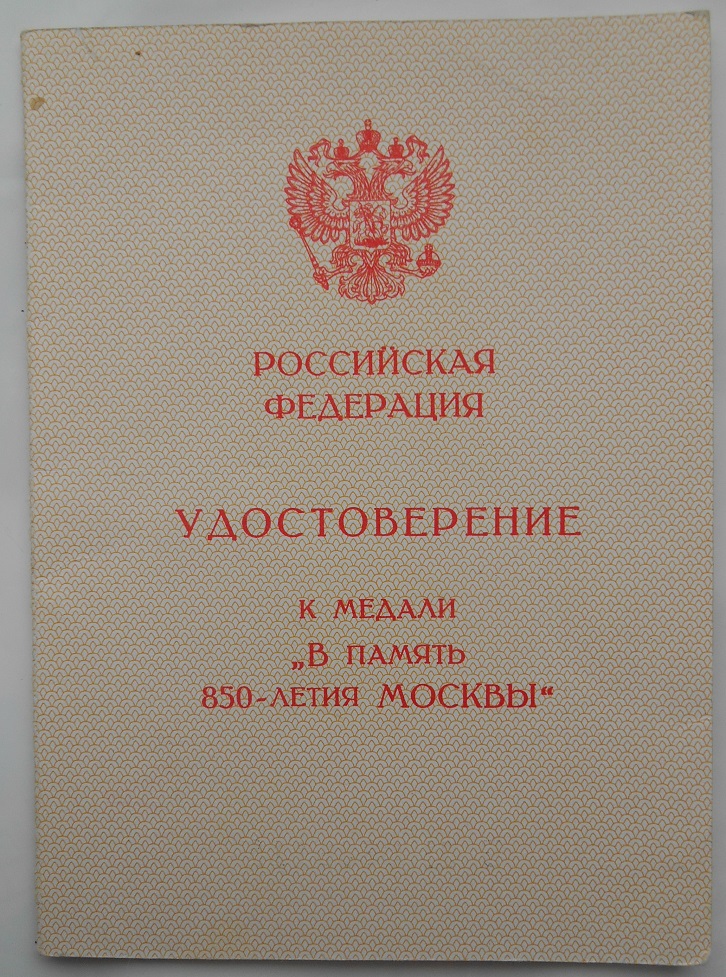 РОССИЙСКАЯ
ФЕДЕРАЦИЯ
УДОСТОВЕРЕНИЕ
К МЕДАЛИ
„В ПАМЯТЬ
850-ЛЕТИЯ МОСКВЫ“